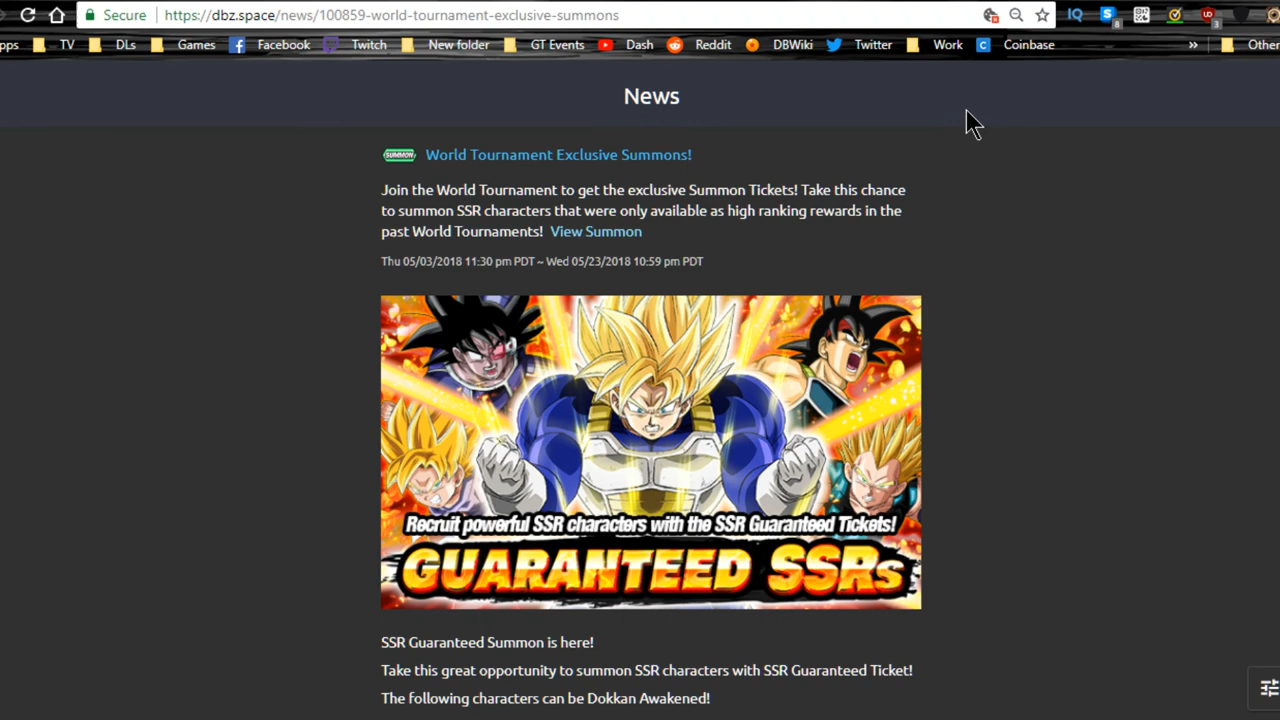 Secure https://dbz.space/news/100859-world-tournament-exclusive-summons
TV DLs Games Facebook Twitch New folder GT Events Dash Reddit DBWiki Twitter Work Coinbase »
News
SUMMON World Tournament Exclusive Summons!
Join the World Tournament to get the exclusive Summon Tickets! Take this chance
to summon SSR characters that were only available as high ranking rewards in the
past World Tournaments! View Summon
Thu 05/03/2018 11:30 pm PDT ~ Wed 05/23/2018 10:59 pm PDT
Recruit powerful SSR characters with the SSR Guaranteed Tickets!
GUARANTEED SSRs
SSR Guaranteed Summon is here!
Take this great opportunity to summon SSR characters with SSR Guaranteed Ticket!
The following characters can be Dokkan Awakened!